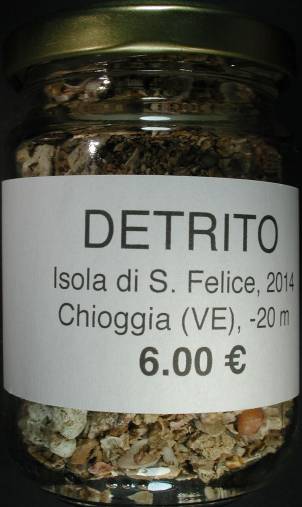 DETRITO
Isola di S. Felice, 2014
Chioggia (VE), -20 m
6.00 €